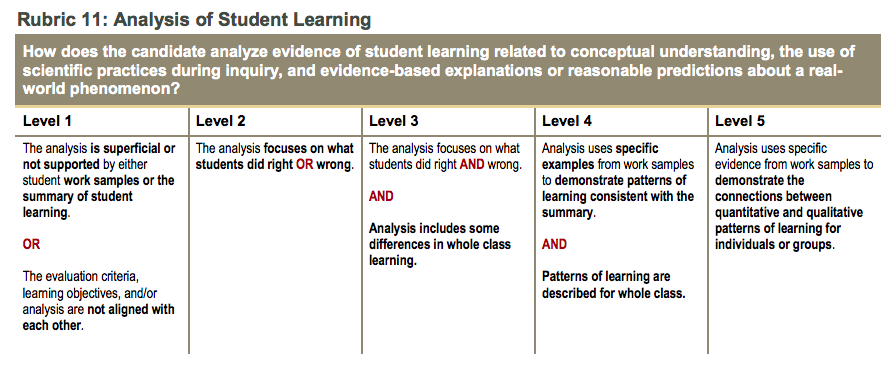 Rubric 11: Analysis of Student Learning
How does the candidate analyze evidence of student learning related to conceptual understanding, the use of
scientific practices during inquiry, and evidence-based explanations or reasonable predictions about a real-
world phenomenon?
Level 1
The analysis is superficial or
not supported by either
student work samples or the
summary of student
learning.
OR
The evaluation criteria,
learning objectives, and/or
analysis are not aligned with
each other.
Level 2
The analysis focuses on what
students did right OR wrong.
Level 3
The analysis focuses on what
students did right AND wrong.
AND
Analysis includes some
differences in whole class
learning.
Level 4
Analysis uses specific
examples from work samples
to demonstrate patterns of
learning consistent with the
summary.
AND
Patterns of learning are
described for whole class.
Level 5
Analysis uses specific
evidence from work samples to
demonstrate the
connections between
quantitative and qualitative
patterns of learning for
individuals or groups.